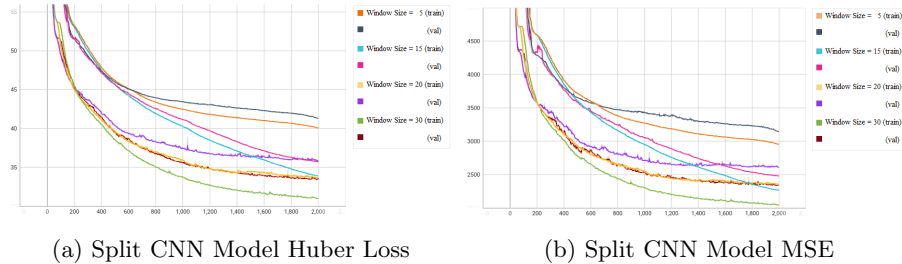 55
45
35
0
200
400
600
800
1,000
1,200
1,400
1,600
1,800
2,000
Window Size = 5 (train)
(val)
Window Size = 15 (train)
(val)
Window Size = 20 (train)
(val)
Window Size = 30 (train)
(val)
(a) Split CNN Model Huber Loss
4500
4000
3500
3000
2500
0
200
400
600
800
1,000
1,200
1,400
1,600
1,800
2,000
Window Size = 5 (train)
(val)
Window Size = 15 (train)
(val)
Window Size = 20 (train)
(val)
Window Size = 30 (train)
(val)
(b) Split CNN Model MSE